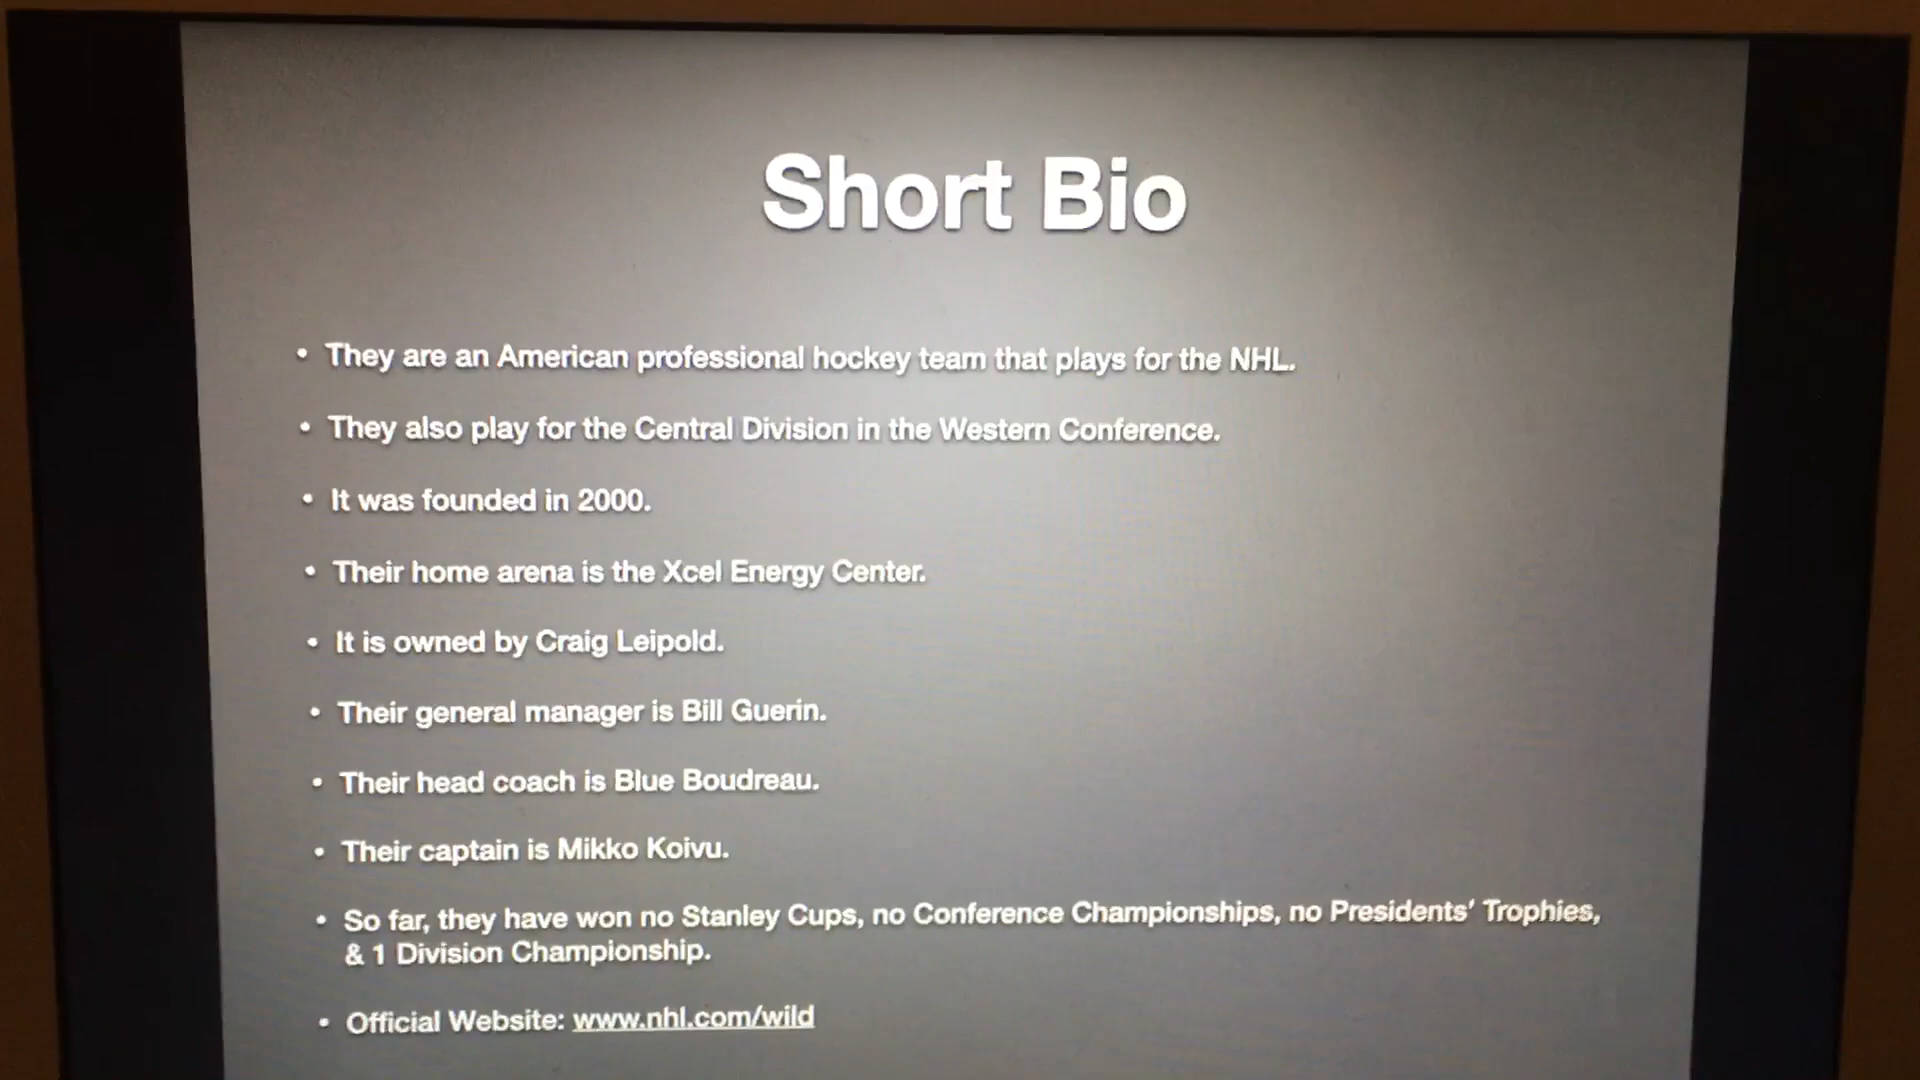 Short Bio
• They are an American professional hockey team that plays for the NHL.
• They also play for the Central Division in the Western Conference.
• It was founded in 2000.
• Their home arena is the Xcel Energy Center.
• It is owned by Craig Leipold.
• Their general manager is Bill Guerin.
• Their head coach is Blue Boudreau.
• Their captain is Mikko Koivu.
• So far, they have won no Stanley Cups, no Conference Championships, no Presidents' Trophies,
& 1 Division Championship.
• Official Website: www.nhl.com/wild